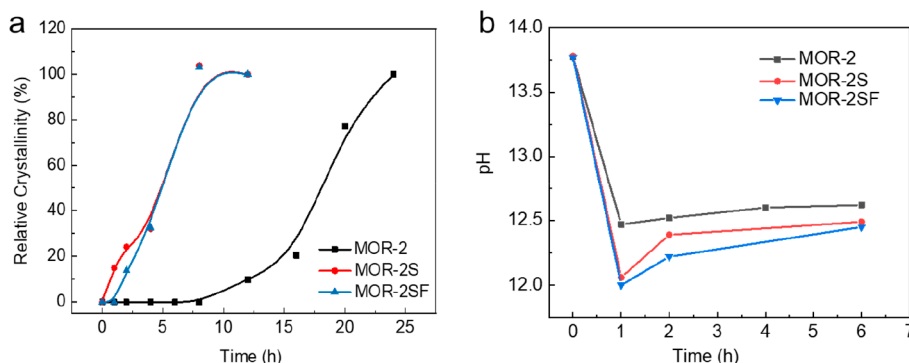 a
Relative Crystallinity (%)
120
100
80
60
40
20
0
0 5 10 15 20 25
Time (h)
MOR-2
MOR-2S
MOR-2SF
b
pH
14.0
13.5
13.0
12.5
12.0
0 1 2 3 4 5 6 7
Time (h)
MOR-2
MOR-2S
MOR-2SF